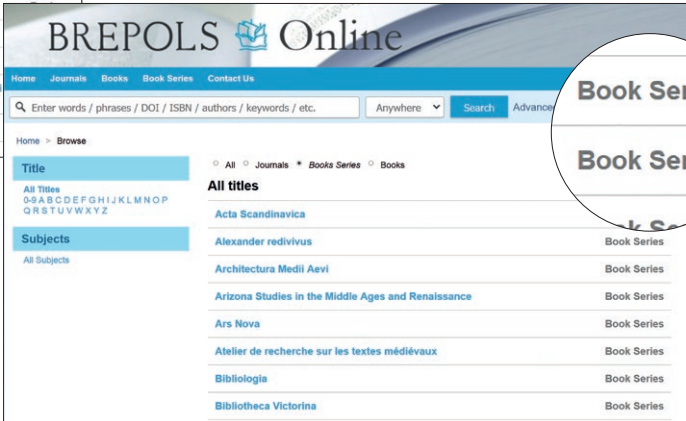 BREPOLS Online
Home Journals Books Book Series Contact Us
Enter words / phrases / DOI / ISBN / authors / keywords / etc. Anywhere Search
Home > Browse
Title
All Titles
0-9 A B C D E F G H I J K L M N O P
Q R S T U V W X Y Z
Subjects
All Subjects
All Journals Books Series Books
All titles
Acta Scandinavica
Alexander redivivus Book Series
Architectura Medii Aevi Book Series
Arizona Studies in the Middle Ages and Renaissance Book Series
Ars Nova Book Series
Atelier de recherche sur les textes médiévaux Book Series
Bibliologia Book Series
Bibliotheca Victorina Book Series
Book
Book